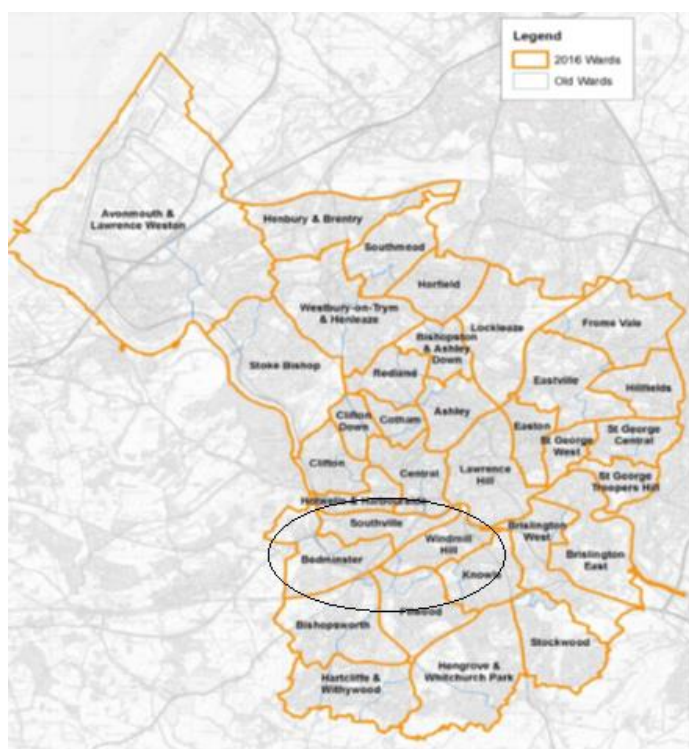 Legend
2016 Wards
Old Wards
Avonmouth &
Lawrence Weston
Henbury & Brentry
Southmead
Horfield
Westbury-on-Trym
& Henleaze
Lockleaze
Frome Vale
Bishopston
& Ashley
Down
Stoke Bishop
Redland
Eastville
Hillfields
Clifton
Down
Cotham
Ashley
Easton
St George
West
St George
Central
Clifton
Central
Lawrence
Hill
St George
Troopers Hill
Hotwells & Harbourside
Southville
Brislington
West
Windmill
Hill
Bedminster
Brislington
East
Knowle
Filwood
Bishopsworth
Stockwood
Hengrove &
Whitchurch Park
Hartcliffe &
Withywood